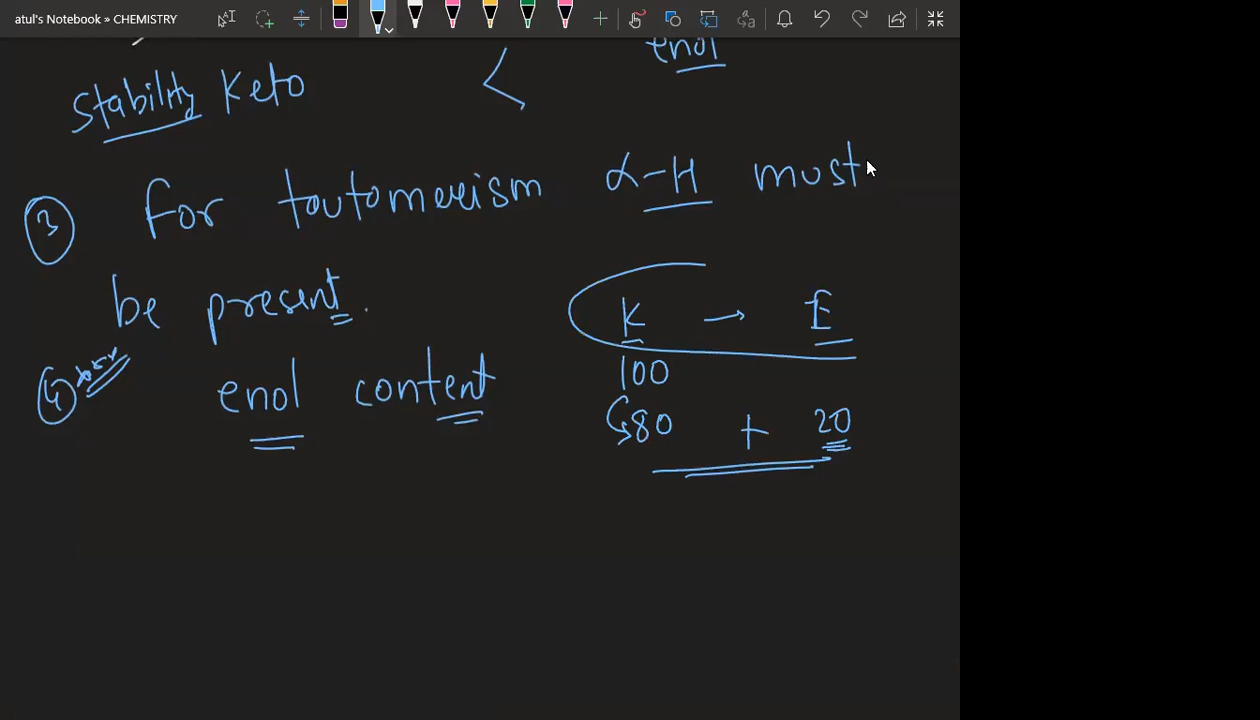 atul's Notebook » CHEMISTRY
enol
Stability Keto <
③ For tautomerism α-H must
be present.
K → E
100
④ enol content 80 + 20